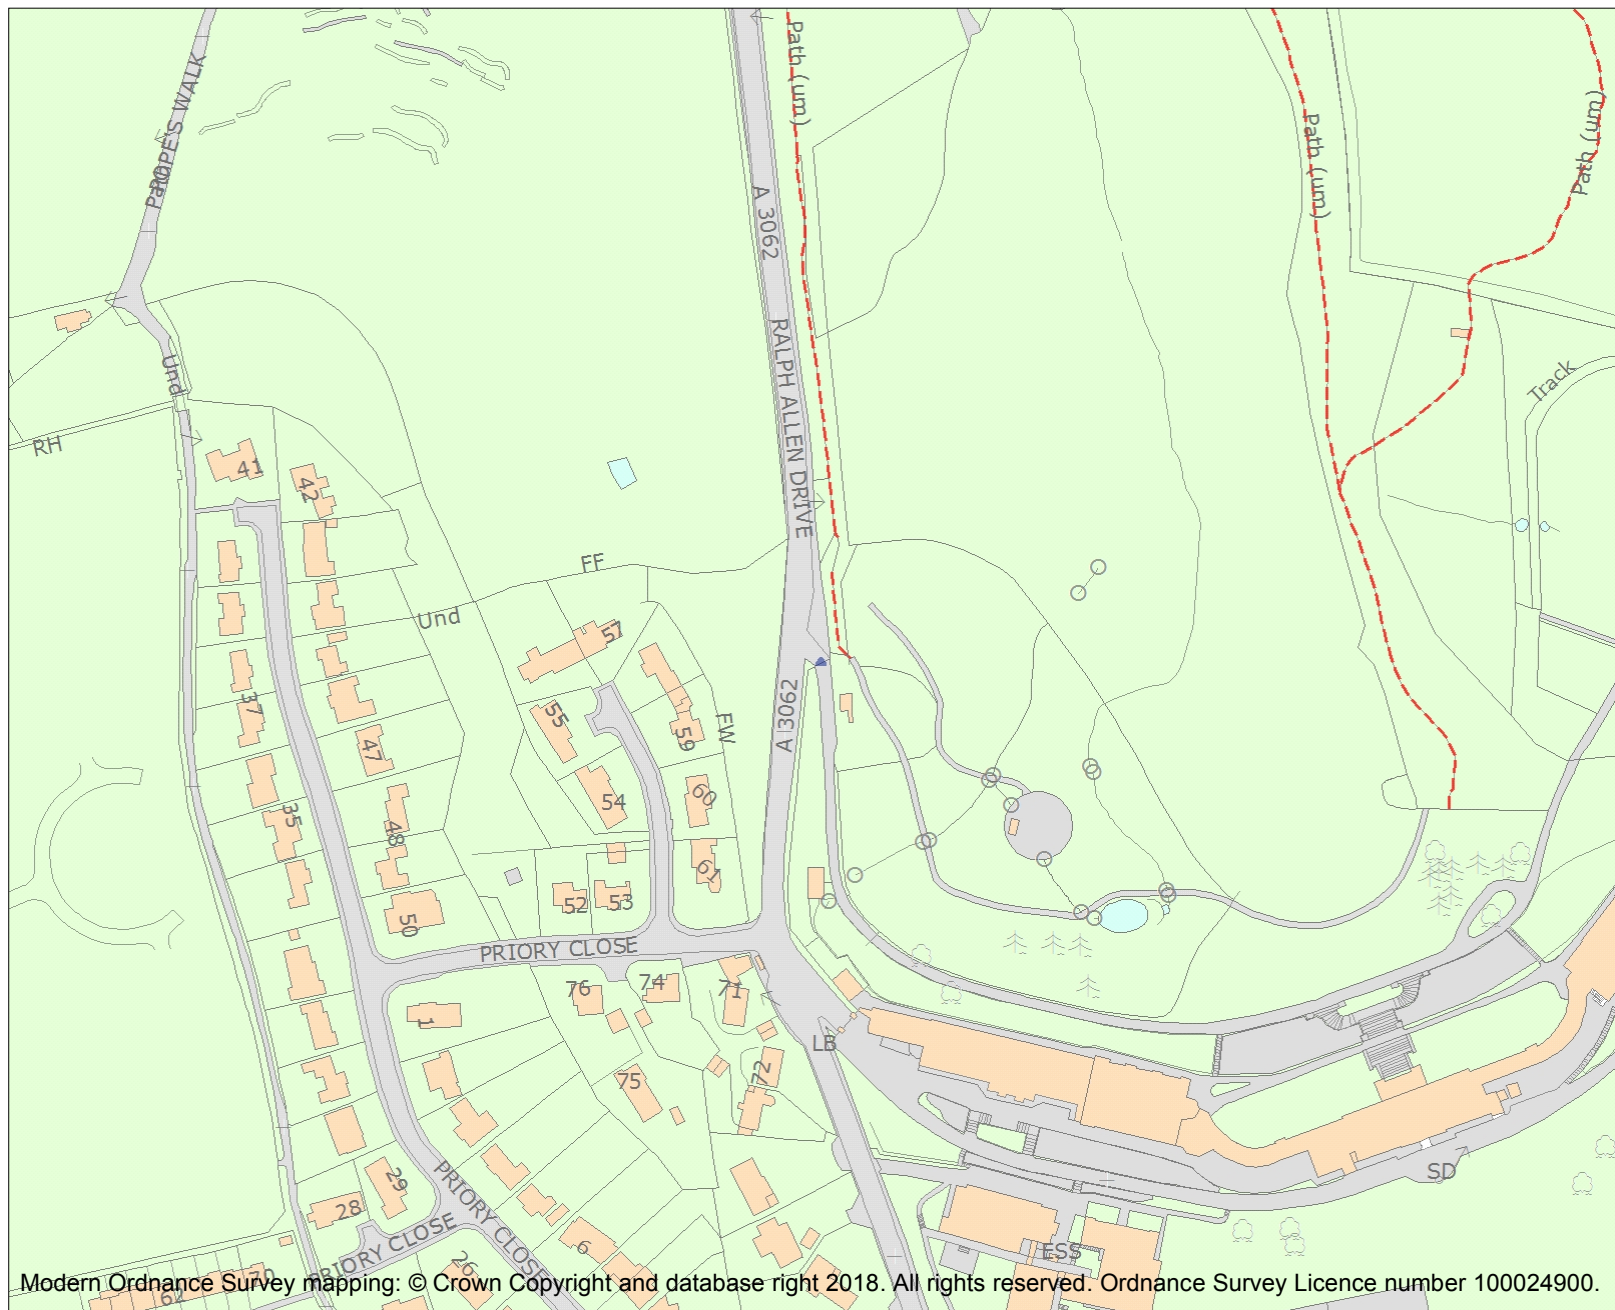 Path (um)
POPE'S WALK
Path
Path (um)
Path (um)
A 3062
RALPH ALLEN DRIVE
Und
Track
RH
41
42
FF
Und
57
37
55
FW
59
A 3062
47
54
60
35
48
61
52
53
50
PRIORY CLOSE
76
74
71
1
LB
72
75
SD
29
PRIORY CLOSE
28
PRIORY CLOSE
6
ESS
26
70
62
Modern Ordnance Survey mapping: © Crown Copyright and database right 2018. All rights reserved. Ordnance Survey Licence number 100024900.